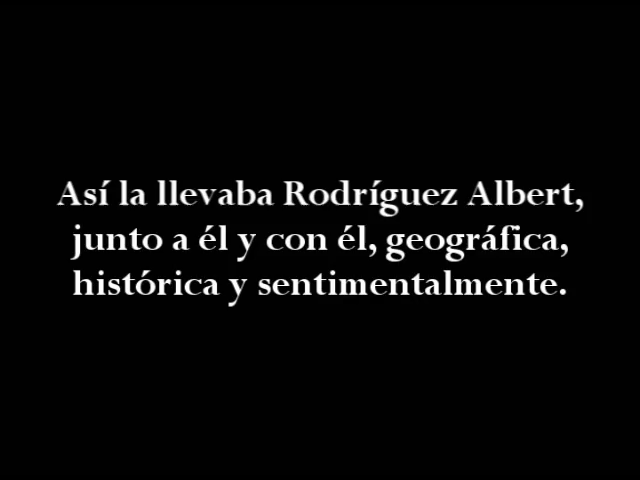 Así la llevaba Rodríguez Albert,
junto a él y con él, geográfica,
histórica y sentimentalmente.